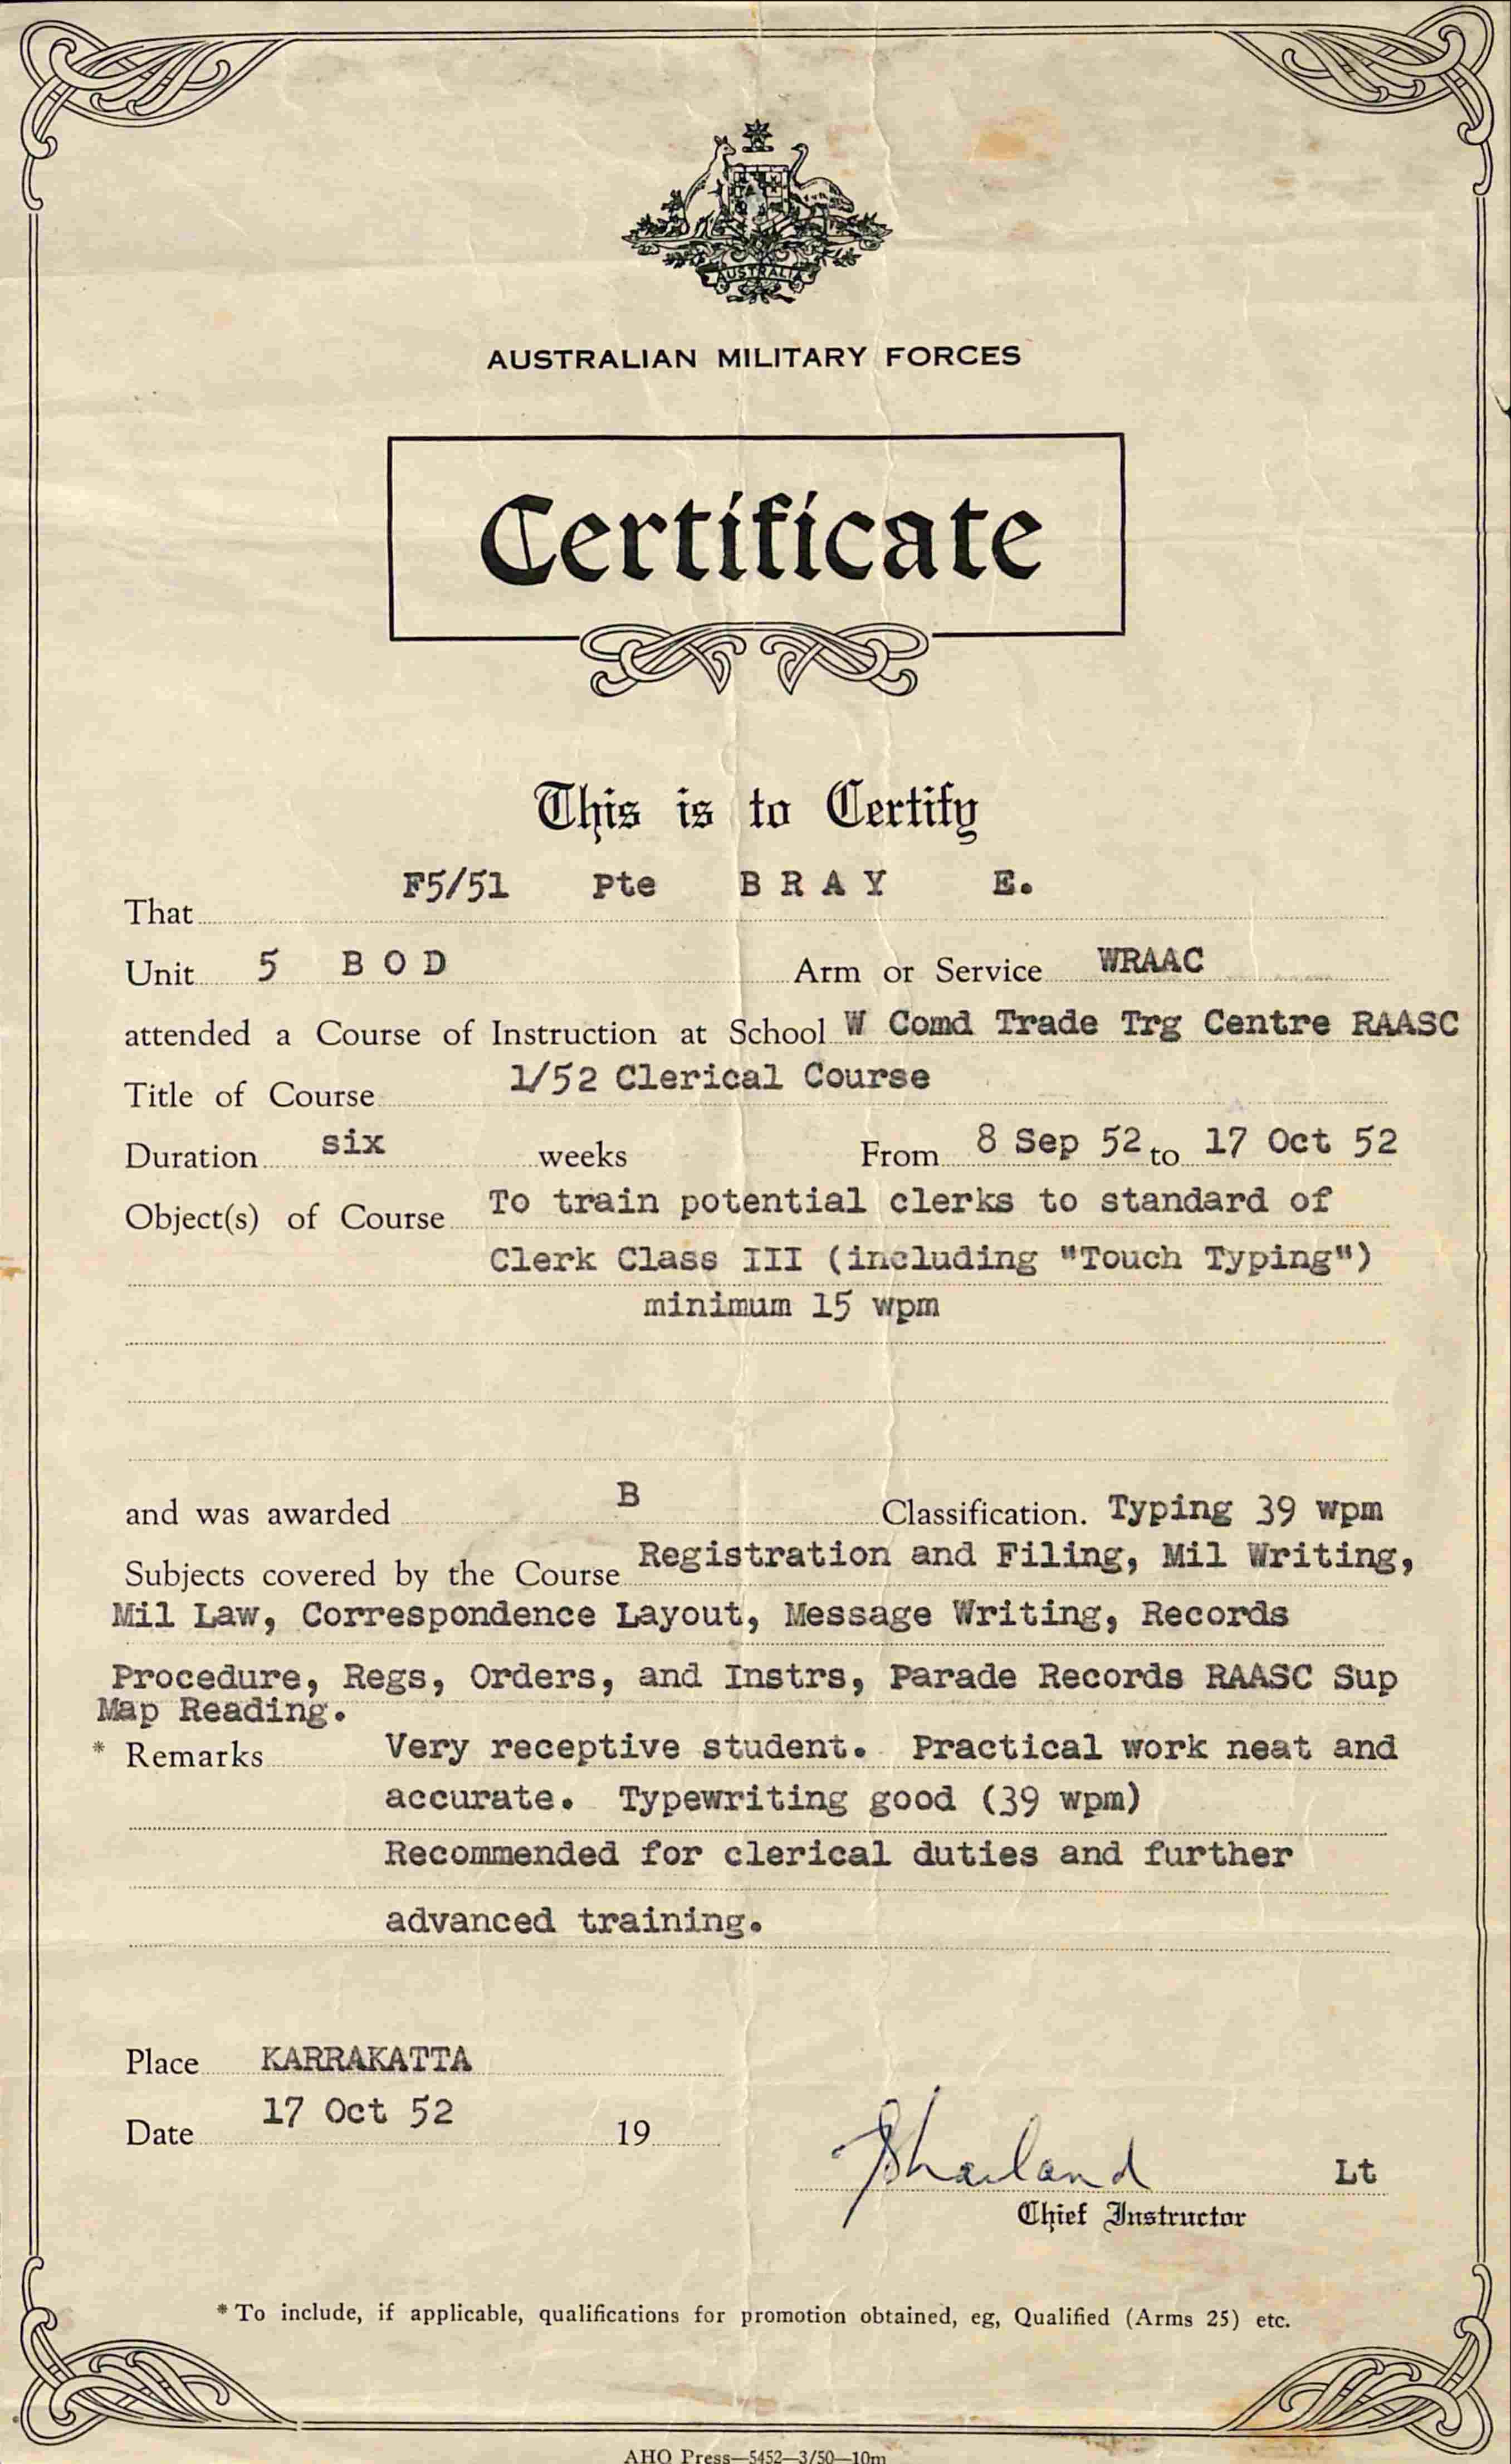 AUSTRALIA
AUSTRALIAN MILITARY FORCES
Certificate
This is to Certify
That F5/51 Pte BRAY E.
Unit 5 BOD Arm or Service WRAAC
attended a Course of Instruction at School W Comd Trade Trg Centre RAASC
Title of Course 1/52 Clerical Course
Duration six weeks From 8 Sep 52 to 17 Oct 52
Object(s) of Course To train potential clerks to standard of
Clerk Class III (including "Touch Typing")
minimum 15 wpm
and was awarded B Classification. Typing 39 wpm
Subjects covered by the Course Registration and Filing, Mil Writing,
Mil Law, Correspondence Layout, Message Writing, Records
Procedure, Regs, Orders, and Instrs, Parade Records RAASC Sup
Map Reading.
* Remarks Very receptive student. Practical work neat and
accurate. Typewriting good (39 wpm)
Recommended for clerical duties and further
advanced training.
Place KARRAKATTA
Date 17 Oct 52 19
Lt
Chief Instructor
* To include, if applicable, qualifications for promotion obtained, eg, Qualified (Arms 25) etc.
AHO Press—5452—3/50—10m